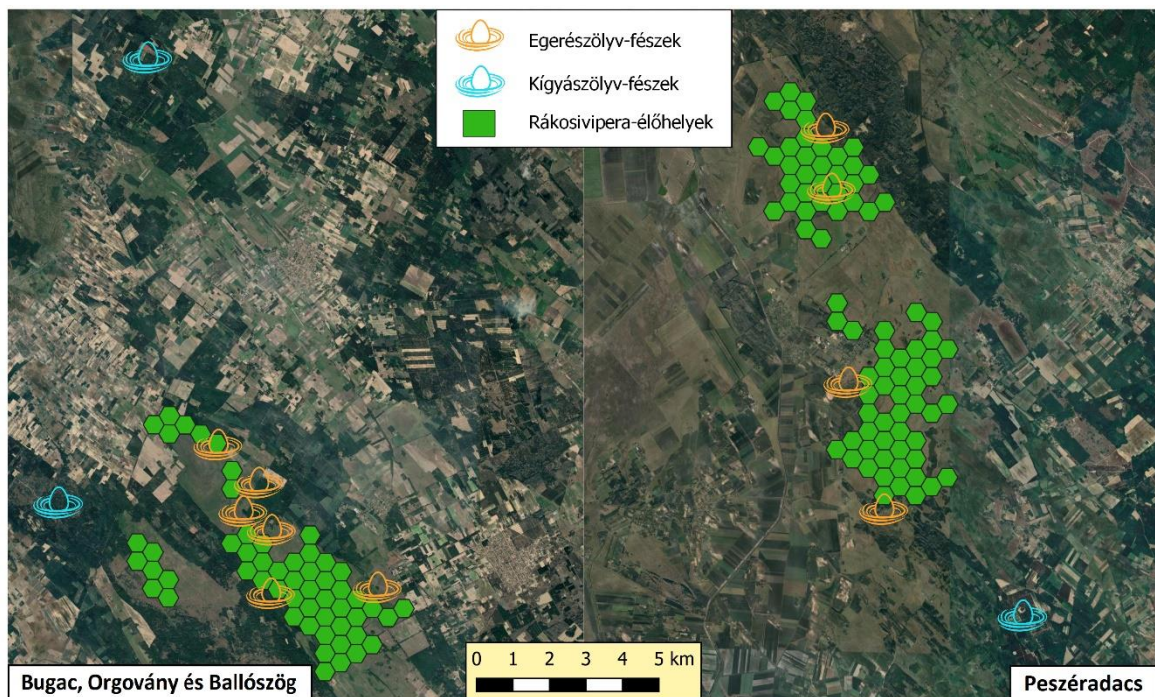 Egerészölyv-fészek
Kígyászölyv-fészek
Rákosivipera-élőhelyek
0 1 2 3 4 5 km
Bugac, Orgovány és Ballószög
Peszéradacs